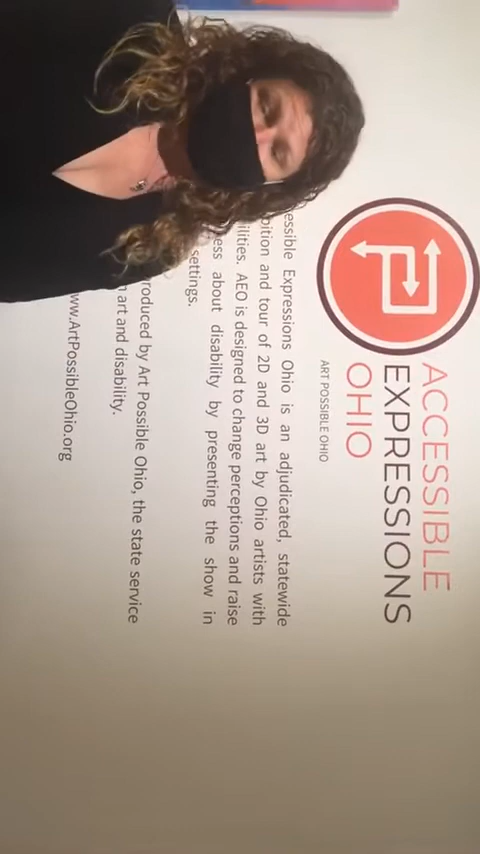 ACCESSIBLE
EXPRESSIONS
OHIO
ART POSSIBLE OHIO
essible Expressions Ohio is an adjudicated, statewide
bition and tour of 2D and 3D art by Ohio artists with
ilities. AEO is designed to change perceptions and raise
ess about disability by presenting the show in
settings.
roduced by Art Possible Ohio, the state service
art and disability.
ww.ArtPossibleOhio.org